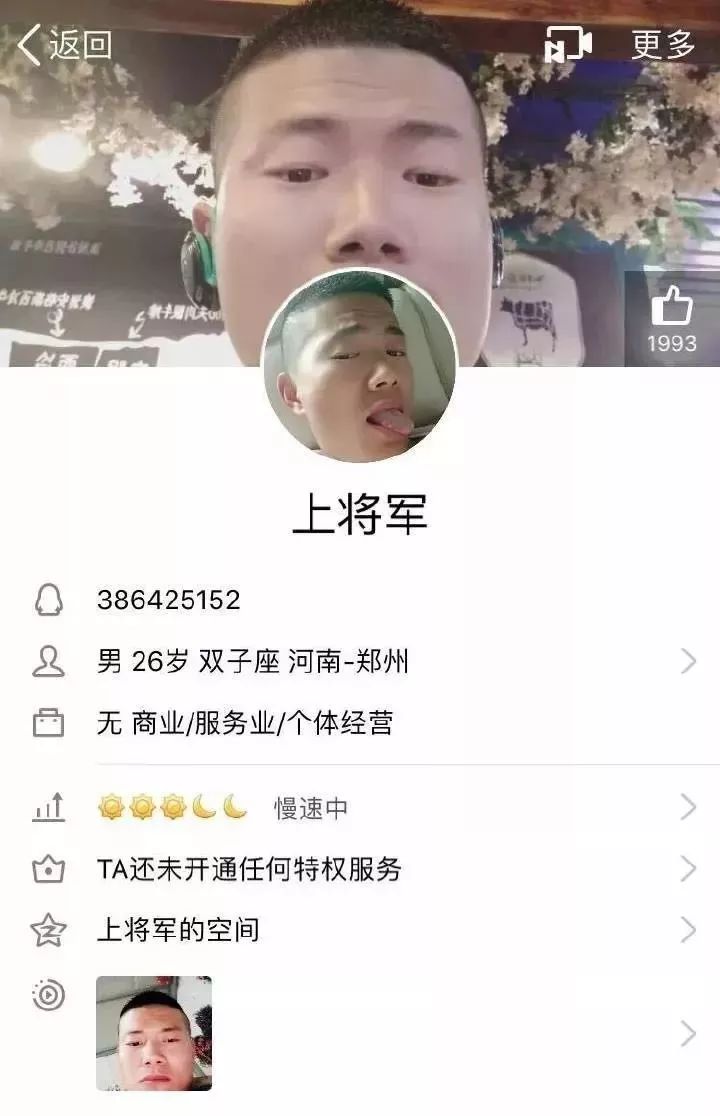 返回
更多
1993
上将军
386425152
男 26岁 双子座 河南-郑州
无 商业/服务业/个体经营
慢速中
TA还未开通任何特权服务
上将军的空间